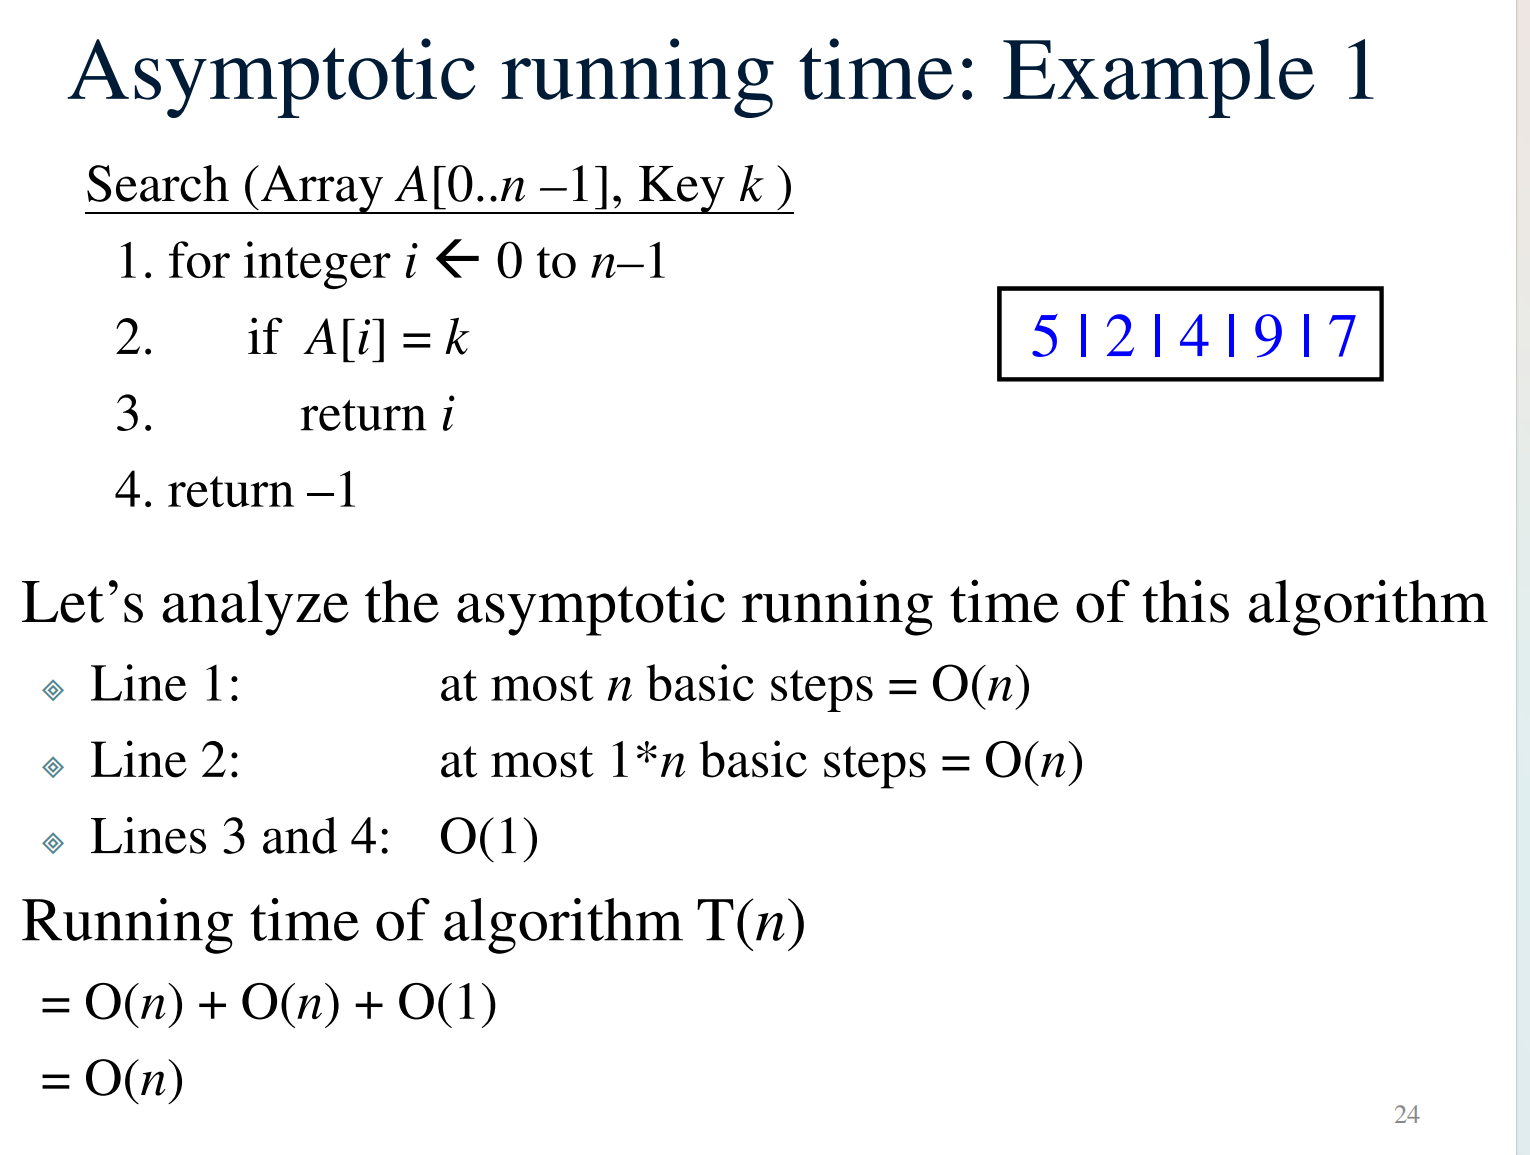 Asymptotic running time: Example 1
Search (Array A[0..n –1], Key k )
1. for integer i ← 0 to n–1
2. if A[i] = k
3. return i
4. return –1
5 | 2 | 4 | 9 | 7
Let’s analyze the asymptotic running time of this algorithm
Line 1: at most n basic steps = O(n)
Line 2: at most 1*n basic steps = O(n)
Lines 3 and 4: O(1)
Running time of algorithm T(n)
= O(n) + O(n) + O(1)
= O(n)
24